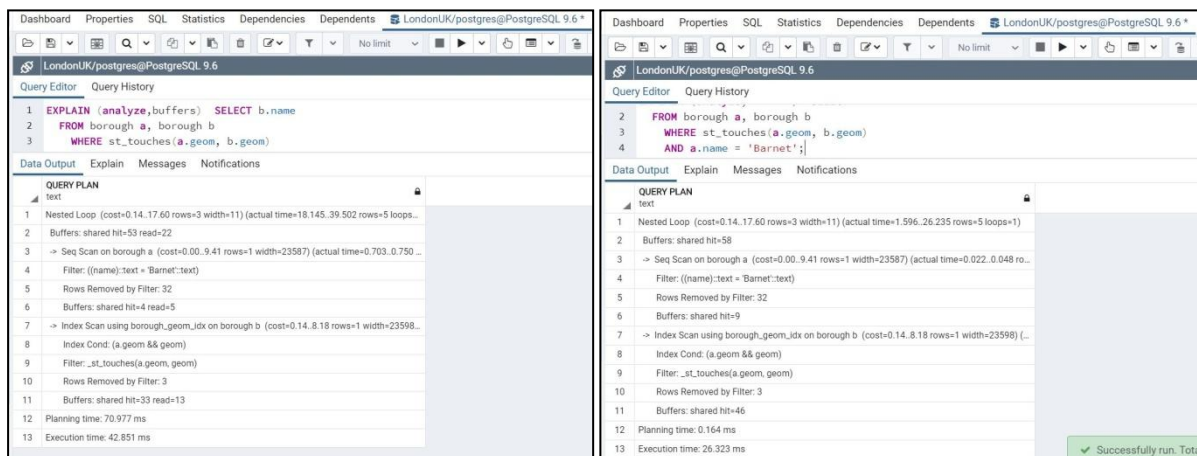 Dashboard Properties SQL Statistics Dependencies Dependents LondonUK/postgres@PostgreSQL 9.6 *
No limit
LondonUK/postgres@PostgreSQL 9.6
Query Editor Query History
1 EXPLAIN (analyze,buffers) SELECT b.name
2 FROM borough a, borough b
3 WHERE st_touches(a.geom, b.geom)
Data Output Explain Messages Notifications
QUERY PLAN
text
1 Nested Loop (cost=0.14..17.60 rows=3 width=11) (actual time=18.145..39.502 rows=5 loops...
2 Buffers: shared hit=53 read=22
3 -> Seq Scan on borough a (cost=0.00..9.41 rows=1 width=23587) (actual time=0.703..0.750 ...
4 Filter: ((name)::text = 'Barnet'::text)
5 Rows Removed by Filter: 32
6 Buffers: shared hit=4 read=5
7 -> Index Scan using borough_geom_idx on borough b (cost=0.14..8.18 rows=1 width=23598...
8 Index Cond: (a.geom && geom)
9 Filter: _st_touches(a.geom, geom)
10 Rows Removed by Filter: 3
11 Buffers: shared hit=33 read=13
12 Planning time: 70.977 ms
13 Execution time: 42.851 ms
Dashboard Properties SQL Statistics Dependencies Dependents LondonUK/postgres@PostgreSQL 9.6 *
No limit
LondonUK/postgres@PostgreSQL 9.6
Query Editor Query History
2 FROM borough a, borough b
3 WHERE st_touches(a.geom, b.geom)
4 AND a.name = 'Barnet';
Data Output Explain Messages Notifications
QUERY PLAN
text
1 Nested Loop (cost=0.14..17.60 rows=3 width=11) (actual time=1.596..26.235 rows=5 loops=1)
2 Buffers: shared hit=58
3 -> Seq Scan on borough a (cost=0.00..9.41 rows=1 width=23587) (actual time=0.022..0.048 ro...
4 Filter: ((name)::text = 'Barnet'::text)
5 Rows Removed by Filter: 32
6 Buffers: shared hit=9
7 -> Index Scan using borough_geom_idx on borough b (cost=0.14..8.18 rows=1 width=23598) (...
8 Index Cond: (a.geom && geom)
9 Filter: _st_touches(a.geom, geom)
10 Rows Removed by Filter: 3
11 Buffers: shared hit=46
12 Planning time: 0.164 ms
13 Execution time: 26.323 ms
Successfully run. Tota